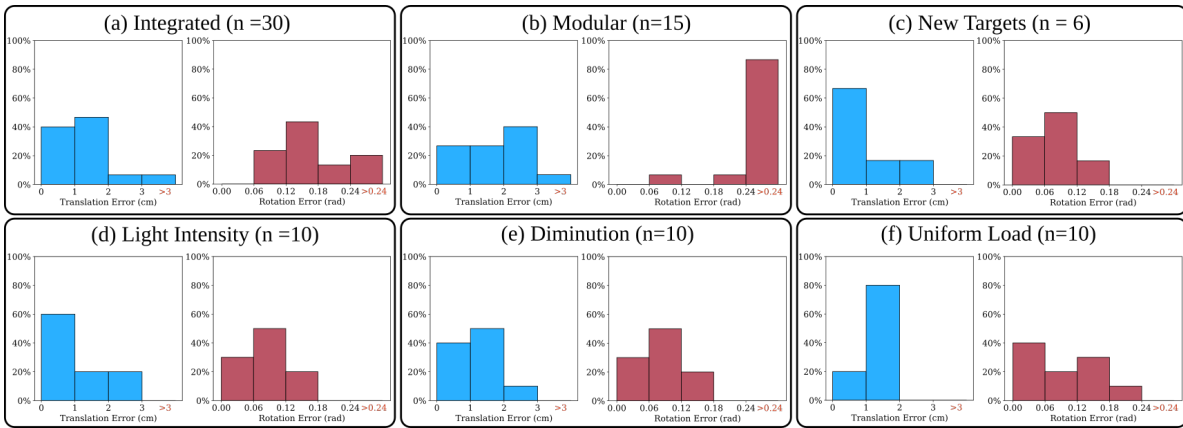 (a) Integrated (n =30)
100%
80%
60%
40%
20%
0%
0 1 2 3 >3
Translation Error (cm)
100%
80%
60%
40%
20%
0%
0.00 0.06 0.12 0.18 0.24 >0.24
Rotation Error (rad)
(b) Modular (n=15)
100%
80%
60%
40%
20%
0%
0 1 2 3 >3
Translation Error (cm)
100%
80%
60%
40%
20%
0%
0.00 0.06 0.12 0.18 0.24 >0.24
Rotation Error (rad)
(c) New Targets (n = 6)
100%
80%
60%
40%
20%
0%
0 1 2 3 >3
Translation Error (cm)
100%
80%
60%
40%
20%
0%
0.00 0.06 0.12 0.18 0.24 >0.24
Rotation Error (rad)
(d) Light Intensity (n =10)
100%
80%
60%
40%
20%
0%
0 1 2 3 >3
Translation Error (cm)
100%
80%
60%
40%
20%
0%
0.00 0.06 0.12 0.18 0.24 >0.24
Rotation Error (rad)
(e) Diminution (n=10)
100%
80%
60%
40%
20%
0%
0 1 2 3 >3
Translation Error (cm)
100%
80%
60%
40%
20%
0%
0.00 0.06 0.12 0.18 0.24 >0.24
Rotation Error (rad)
(f) Uniform Load (n=10)
100%
80%
60%
40%
20%
0%
0 1 2 3 >3
Translation Error (cm)
100%
80%
60%
40%
20%
0%
0.00 0.06 0.12 0.18 0.24 >0.24
Rotation Error (rad)